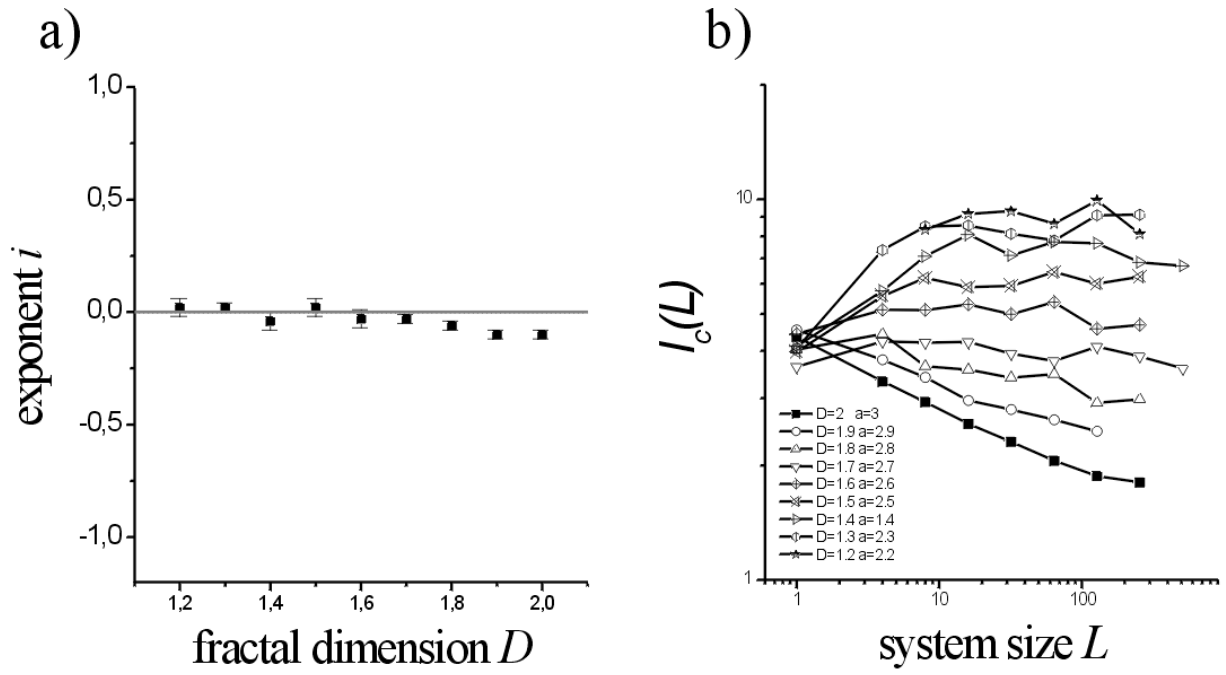 a)
1,0
0,5
0,0
-0,5
-1,0
exponent i
1,2
1,4
1,6
1,8
2,0
fractal dimension D
b)
10
1
I_c(L)
D=2 a=3
D=1.9 a=2.9
D=1.8 a=2.8
D=1.7 a=2.7
D=1.6 a=2.6
D=1.5 a=2.5
D=1.4 a=1.4
D=1.3 a=2.3
D=1.2 a=2.2
1
10
100
system size L